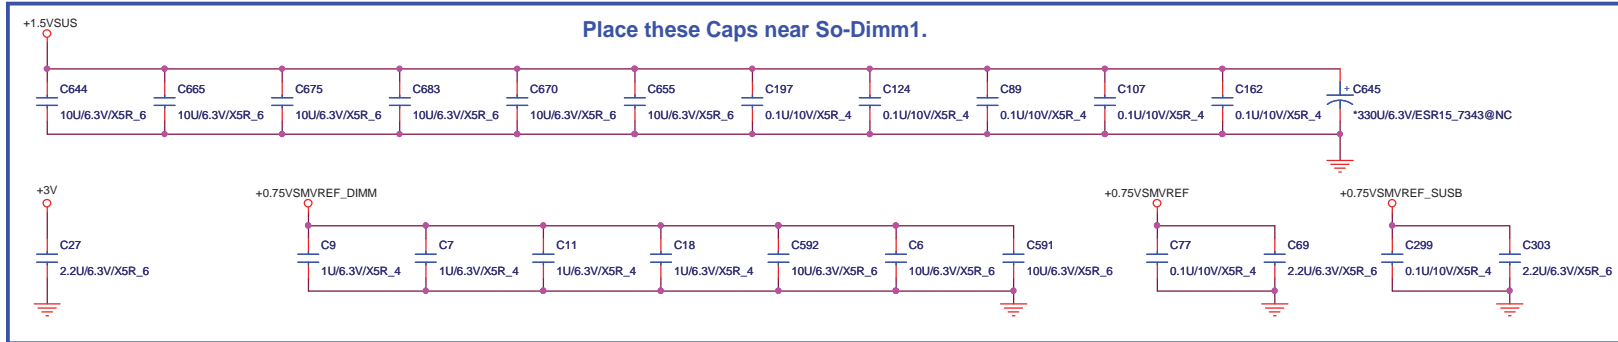 Place these Caps near So-Dimm1.
+1.5VSUS
C644 C665 C675 C683 C670 C655 C197 C124 C89 C107 C162 + C645
10U/6.3V/X5R_6 10U/6.3V/X5R_6 10U/6.3V/X5R_6 10U/6.3V/X5R_6 10U/6.3V/X5R_6 10U/6.3V/X5R_6 0.1U/10V/X5R_4 0.1U/10V/X5R_4 0.1U/10V/X5R_4 0.1U/10V/X5R_4 0.1U/10V/X5R_4 *330U/6.3V/ESR15_7343@NC
+3V +0.75VSMVREF_DIMM +0.75VSMVREF +0.75VSMVREF_SUSB
C27 C9 C7 C11 C18 C592 C6 C591 C77 C69 C299 C303
2.2U/6.3V/X5R_6 1U/6.3V/X5R_4 1U/6.3V/X5R_4 1U/6.3V/X5R_4 1U/6.3V/X5R_4 10U/6.3V/X5R_6 10U/6.3V/X5R_6 10U/6.3V/X5R_6 0.1U/10V/X5R_4 2.2U/6.3V/X5R_6 0.1U/10V/X5R_4 2.2U/6.3V/X5R_6